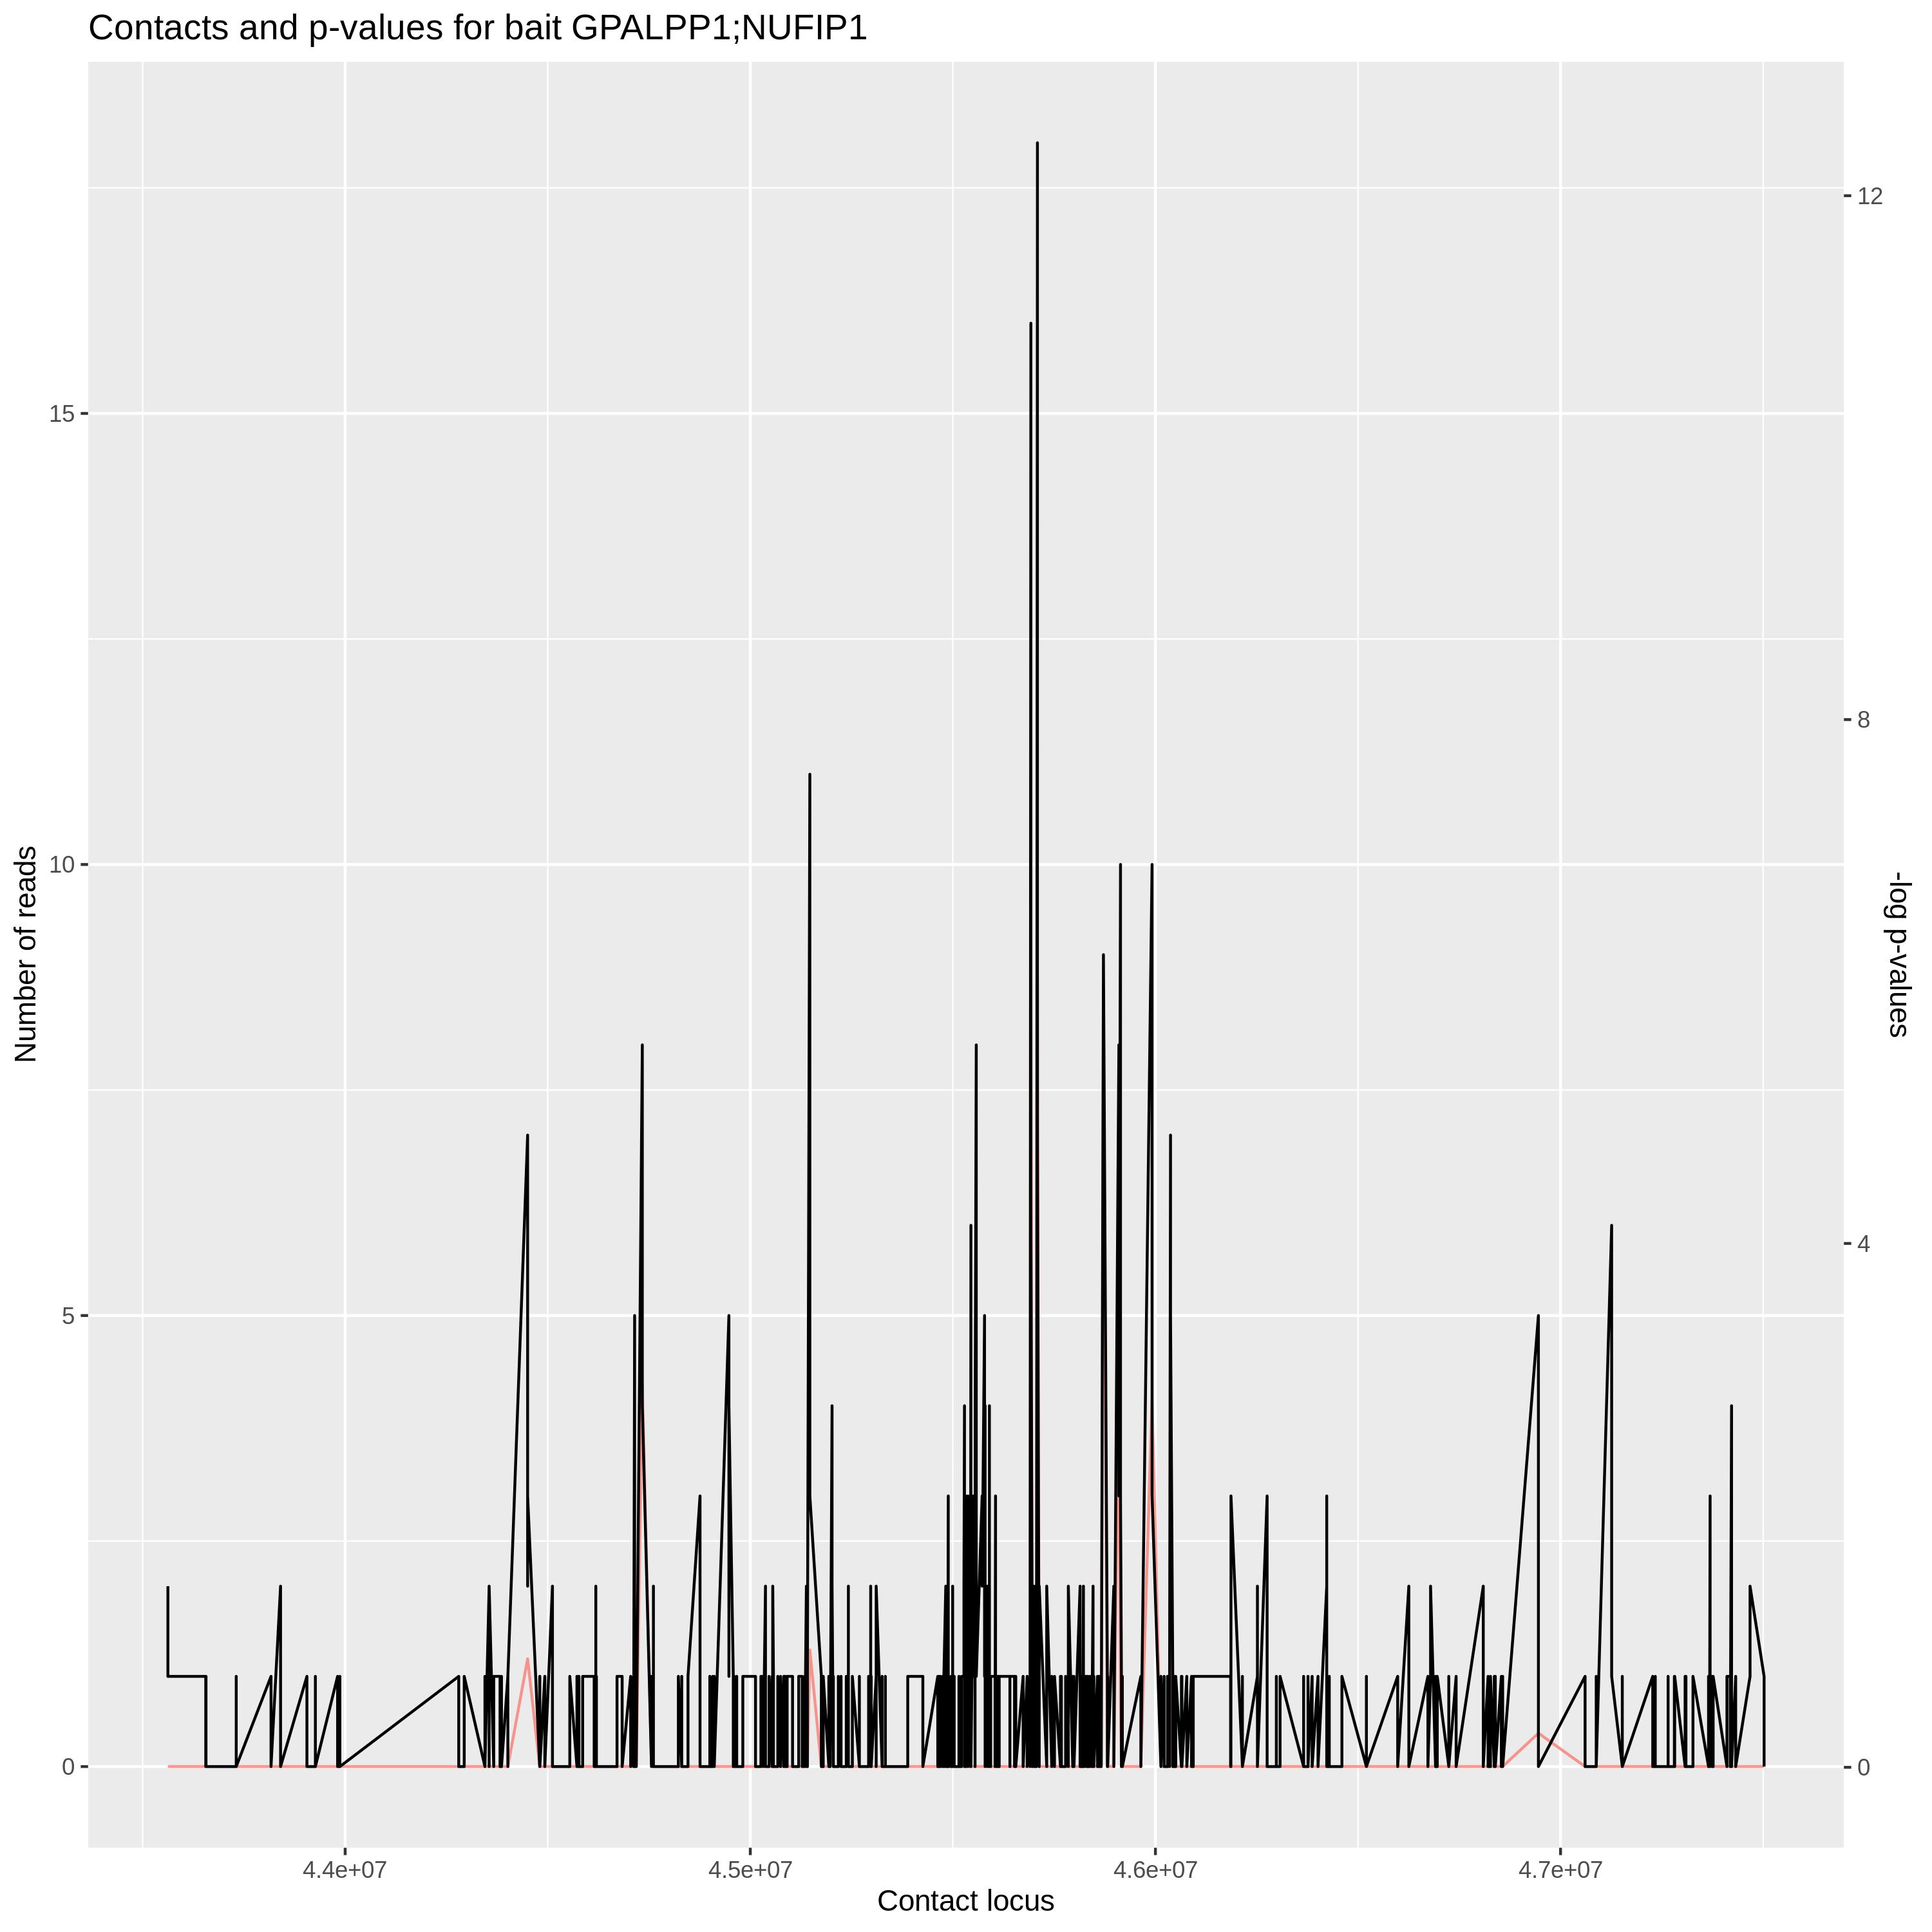 Contacts and p-values for bait GPALPP1;NUFIP1
15
10
5
0
Number of reads
12
8
4
0
-log p-values
4.4e+07 4.5e+07 4.6e+07 4.7e+07
Contact locus